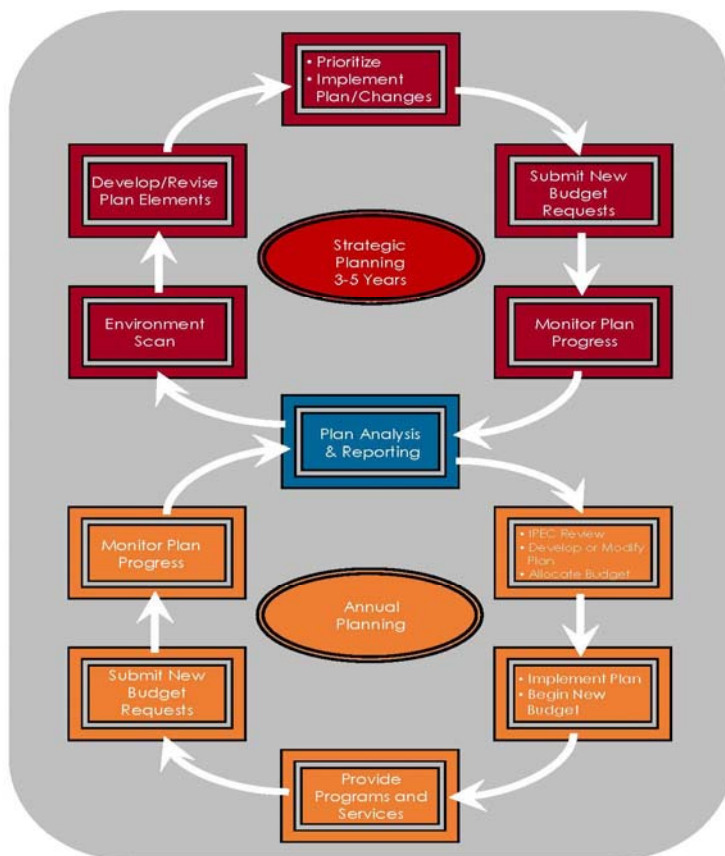 • Prioritize
• Implement
Plan/Changes
Develop/Revise
Plan Elements
Submit New
Budget
Requests
Strategic
Planning
3-5 Years
Environment
Scan
Monitor Plan
Progress
Plan Analysis
& Reporting
Monitor Plan
Progress
• IPEC Review
• Develop or Modify
Plan
• Allocate Budget
Annual
Planning
Submit New
Budget
Requests
• Implement Plan
• Begin New
Budget
Provide
Programs and
Services